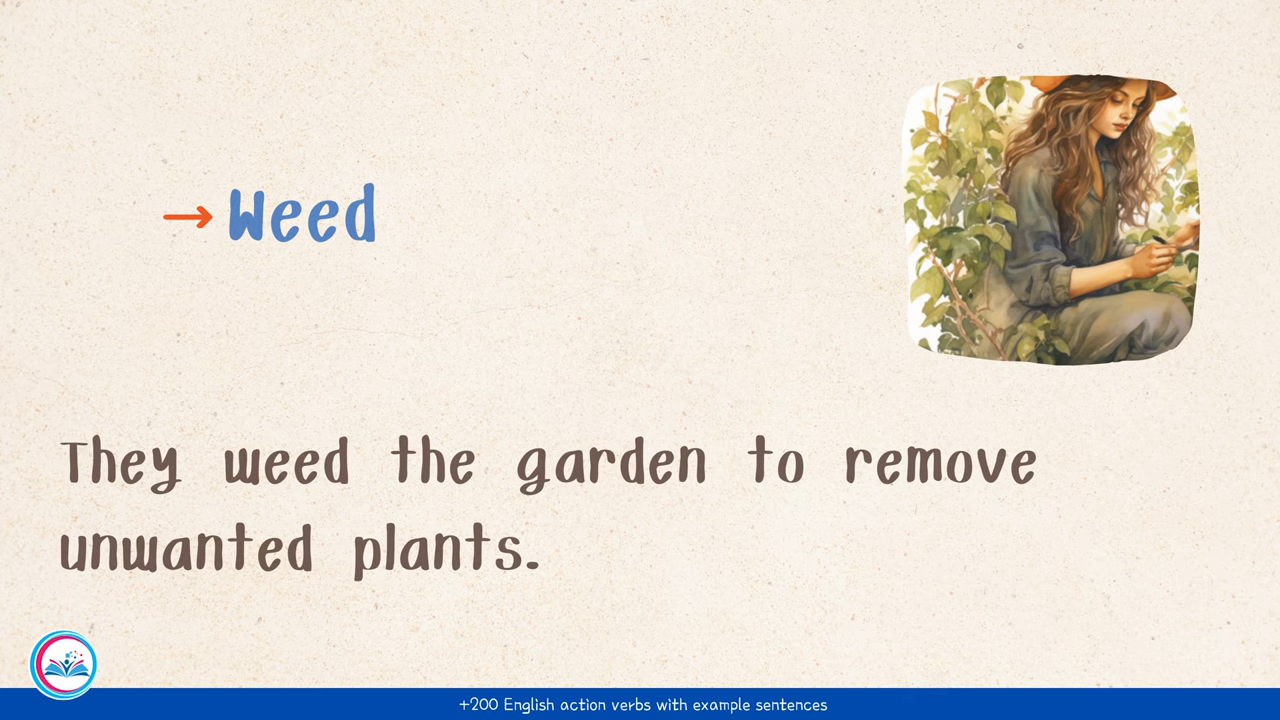 → Weed
They weed the garden to remove
unwanted plants.
+200 English action verbs with example sentences